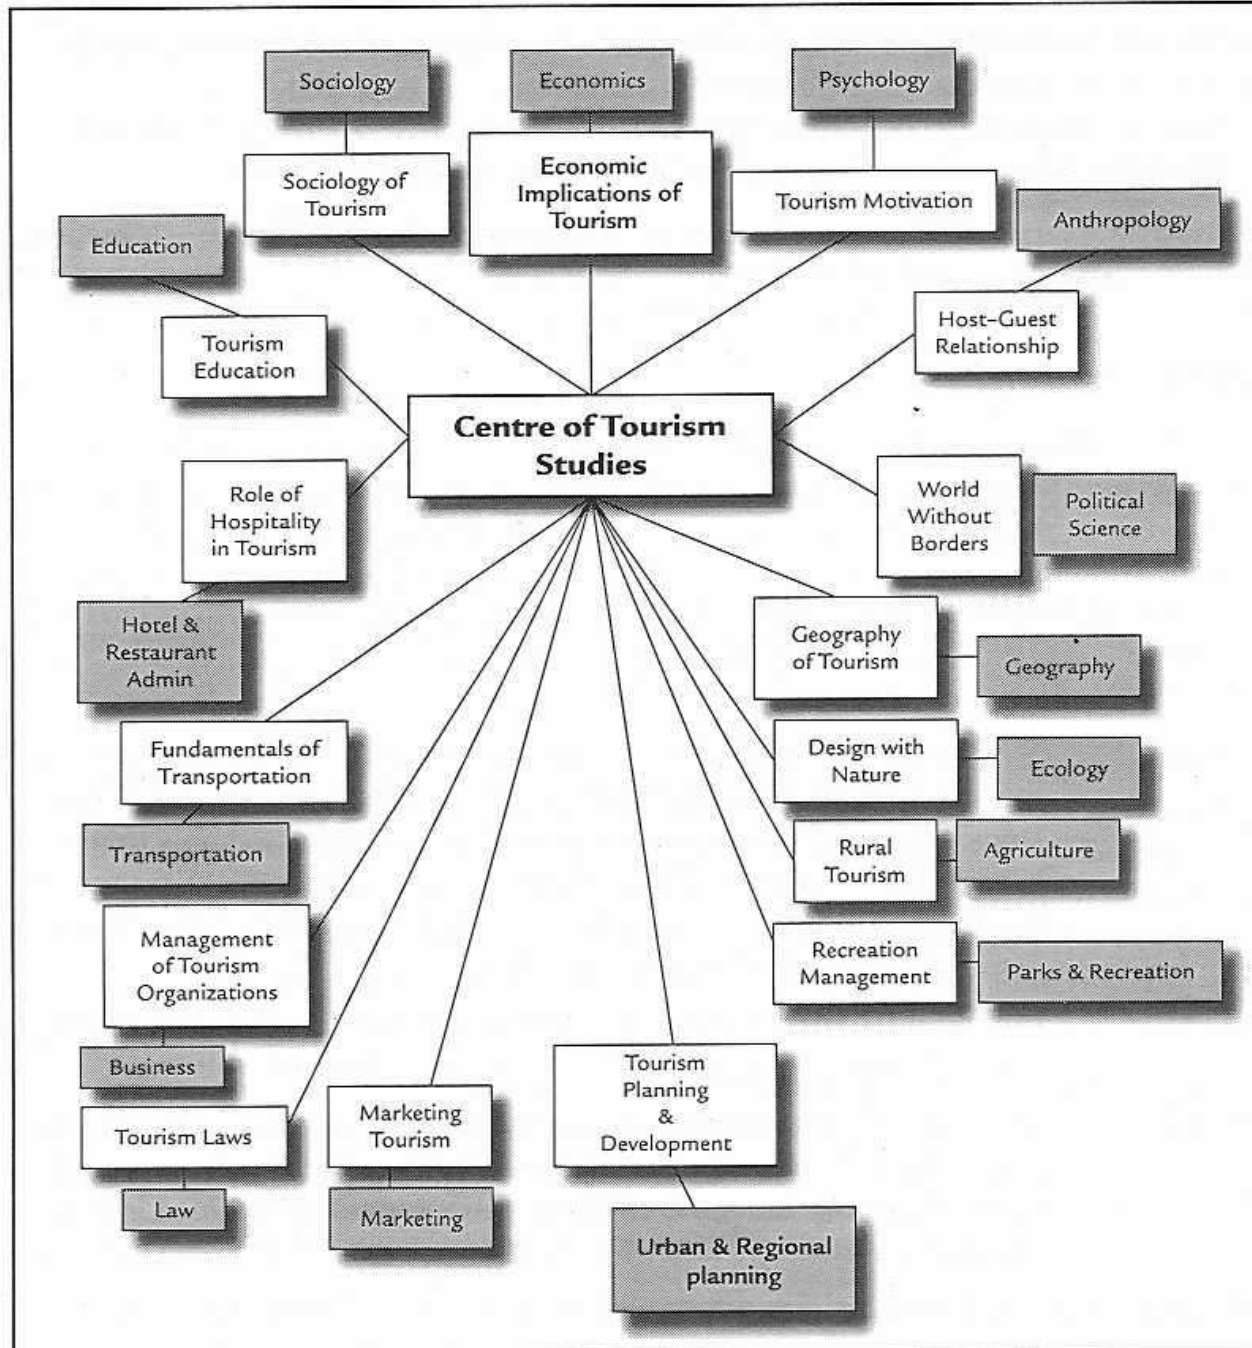 Sociology
Economics
Psychology
Sociology of
Tourism
Economic
Implications of
Tourism
Tourism Motivation
Anthropology
Education
Tourism
Education
Host–Guest
Relationship
Centre of Tourism
Studies
Role of
Hospitality
in Tourism
World
Without
Borders
Political
Science
Hotel &
Restaurant
Admin
Geography
of Tourism
Geography
Fundamentals of
Transportation
Design with
Nature
Ecology
Transportation
Rural
Tourism
Agriculture
Management
of Tourism
Organizations
Recreation
Management
Parks & Recreation
Business
Tourism Laws
Law
Marketing
Tourism
Marketing
Tourism
Planning
&
Development
Urban & Regional
planning